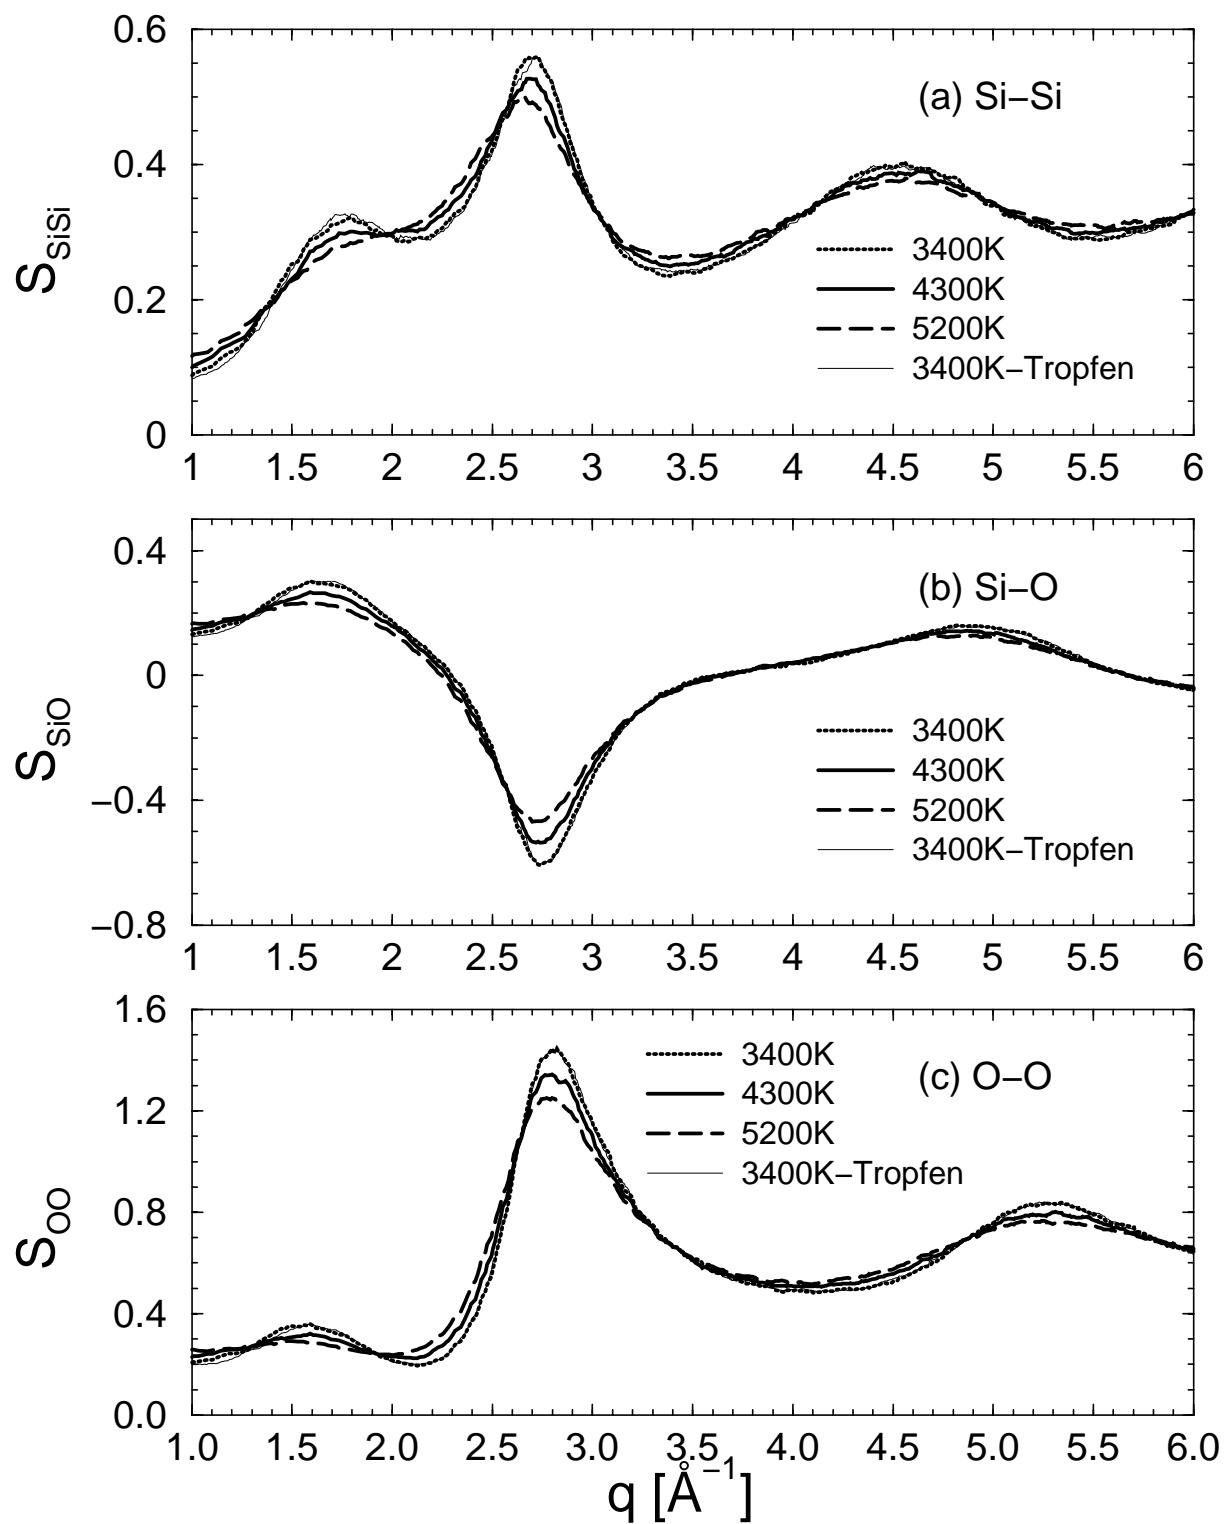 0.6
(a) Si–Si
0.4
S_SiSi
3400K
4300K
0.2
5200K
3400K–Tropfen
0
1 1.5 2 2.5 3 3.5 4 4.5 5 5.5 6
0.4
(b) Si–O
0
S_SiO
3400K
4300K
–0.4
5200K
3400K–Tropfen
–0.8
1 1.5 2 2.5 3 3.5 4 4.5 5 5.5 6
1.6
3400K
(c) O–O
4300K
1.2
5200K
3400K–Tropfen
0.8
S_OO
0.4
0.0
1.0 1.5 2.0 2.5 3.0 3.5 4.0 4.5 5.0 5.5 6.0
q [Å⁻¹]